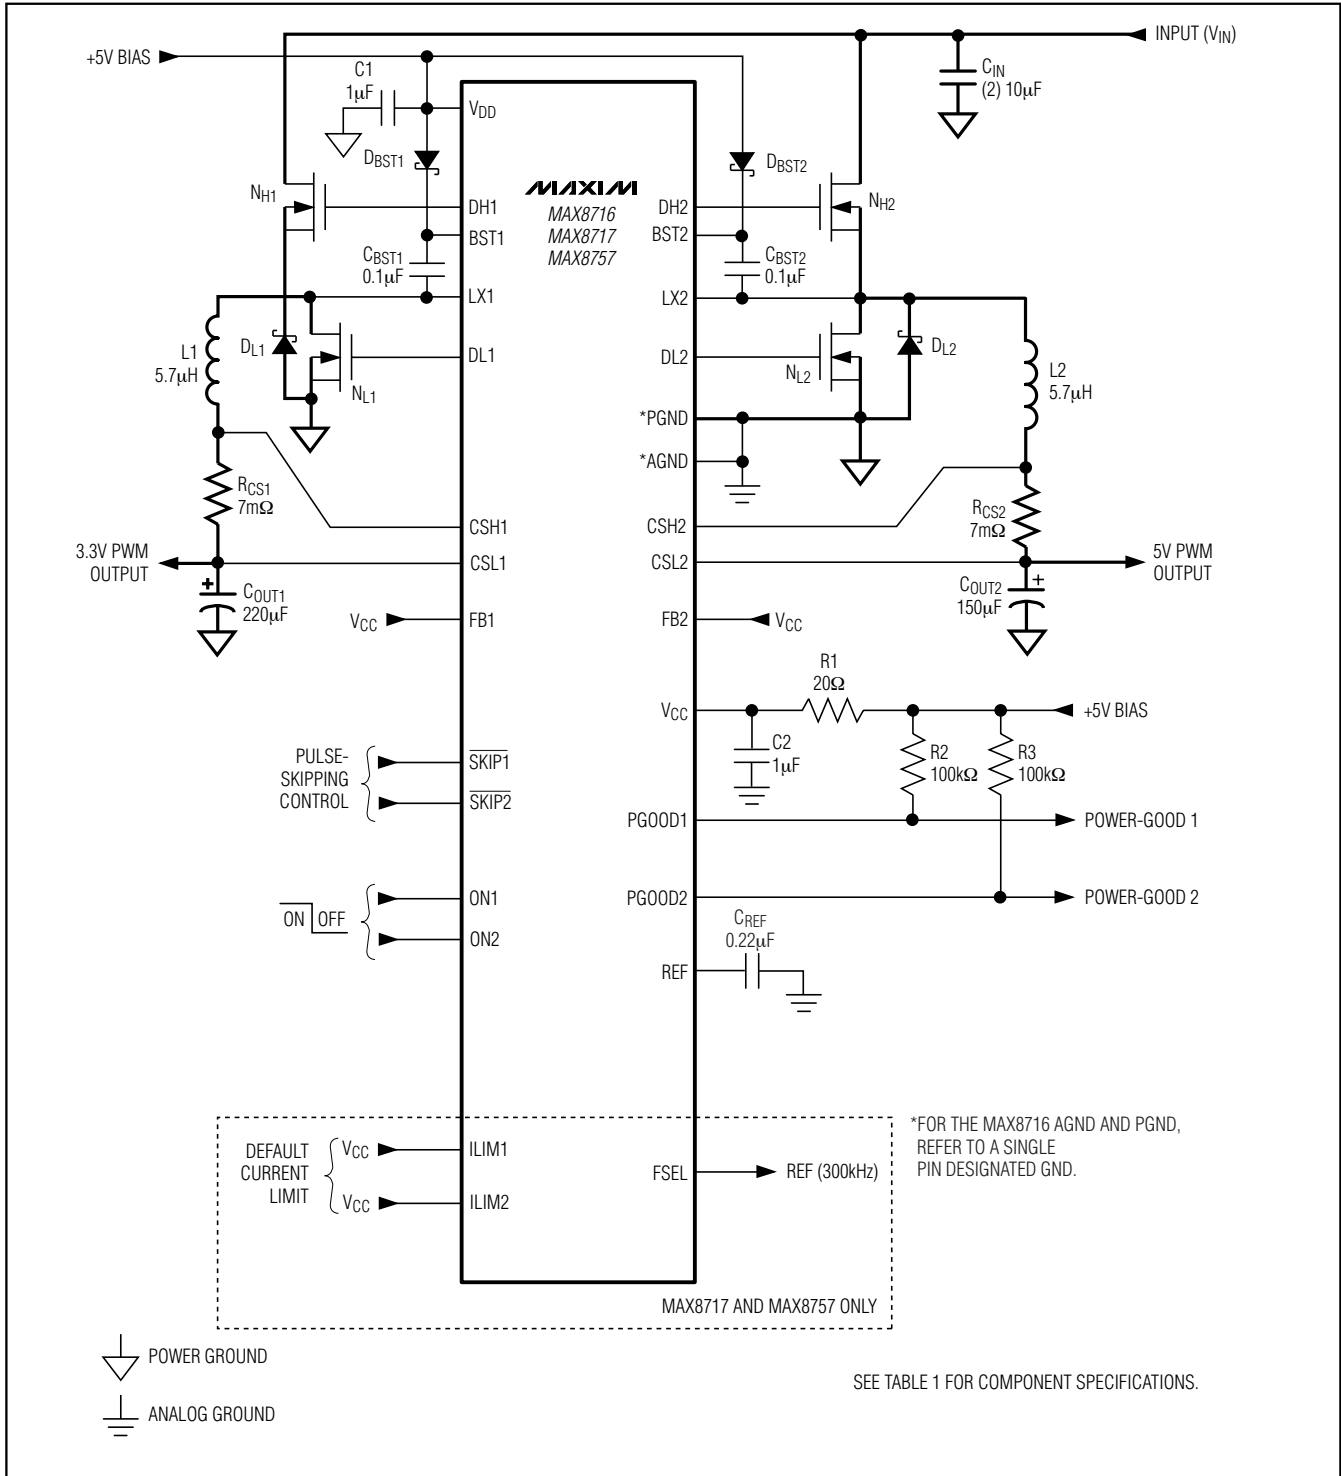 +5V BIAS
INPUT (VIN)
C1
1μF
CIN
(2) 10μF
VDD
DBST1
DBST2
MAXIM
MAX8716
MAX8717
MAX8757
NH1
DH1
DH2
NH2
BST1
BST2
CBST1
0.1μF
CBST2
0.1μF
LX1
LX2
L1
5.7μH
DL1
NL1
DL1
DL2
NL2
DL2
L2
5.7μH
*PGND
*AGND
RCS1
7mΩ
RCS2
7mΩ
CSH1
CSH2
3.3V PWM
OUTPUT
CSL1
CSL2
5V PWM
OUTPUT
+
COUT1
220μF
COUT2
150μF
+
VCC
FB1
FB2
VCC
R1
20Ω
VCC
+5V BIAS
C2
1μF
R2
100kΩ
R3
100kΩ
PULSE-
SKIPPING
CONTROL
SKIP1
SKIP2
PGOOD1
POWER-GOOD 1
ON OFF
ON1
ON2
PGOOD2
POWER-GOOD 2
CREF
0.22μF
REF
DEFAULT
CURRENT
LIMIT
VCC
ILIM1
VCC
ILIM2
FSEL
REF (300kHz)
*FOR THE MAX8716 AGND AND PGND,
REFER TO A SINGLE
PIN DESIGNATED GND.
MAX8717 AND MAX8757 ONLY
POWER GROUND
ANALOG GROUND
SEE TABLE 1 FOR COMPONENT SPECIFICATIONS.